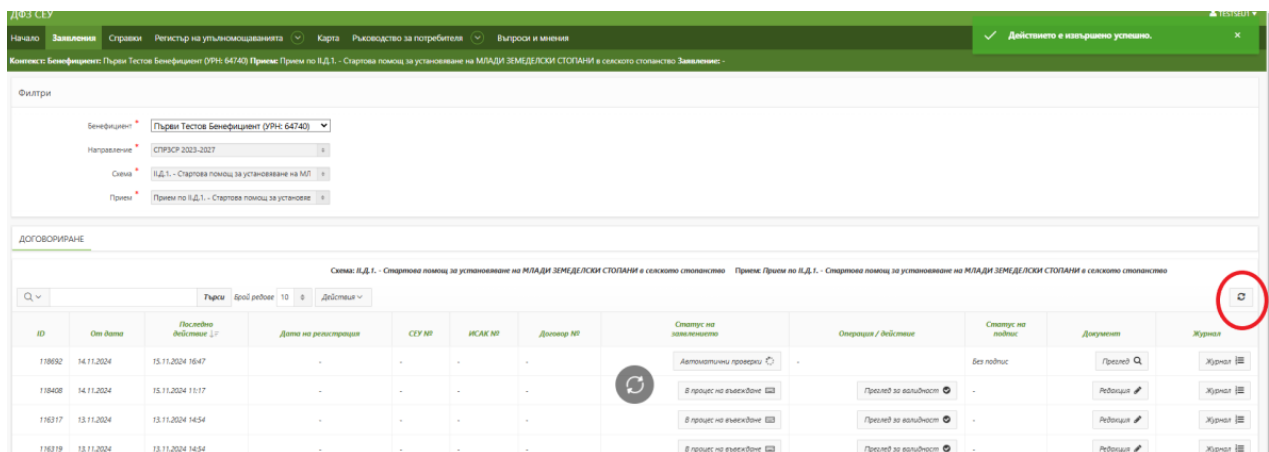 ДФЗ СЕУ
TESTSEU1
Начало Заявления Справки Регистър на упълномощаванията Карта Ръководство за потребителя Въпроси и мнения
Действието е извършено успешно. ×
Контекст: Бенефициент: Първи Тестов Бенефициент (УРН: 64740) Прием: Прием по II.Д.1. - Стартова помощ за установяване на МЛАДИ ЗЕМЕДЕЛСКИ СТОПАНИ в селското стопанство Заявление: -
Филтри
Бенефициент * Първи Тестов Бенефициент (УРН: 64740)
Направление * СПРЗСР 2023-2027
Схема * II.Д.1. - Стартова помощ за установяване на МЛ
Прием * Прием по II.Д.1. - Стартова помощ за установяв
ДОГОВОРИРАНЕ
Схема: II.Д.1. - Стартова помощ за установяване на МЛАДИ ЗЕМЕДЕЛСКИ СТОПАНИ в селското стопанство Прием: Прием по II.Д.1. - Стартова помощ за установяване на МЛАДИ ЗЕМЕДЕЛСКИ СТОПАНИ в селското стопанство
Търси Брой редове 10 Действия
ID От дата Последно действие Дата на регистрация СЕУ № ИСАК № Договор № Статус на заявлението Операция / действие Статус на подпис Документ Журнал
118692 14.11.2024 15.11.2024 16:47 - - - - Автоматични проверки - Без подпис Преглед Журнал
118408 14.11.2024 15.11.2024 11:17 - - - - В процес на въвеждане Преглед за валидност - Редакция Журнал
116317 13.11.2024 13.11.2024 14:54 - - - - В процес на въвеждане Преглед за валидност - Редакция Журнал
116319 13.11.2024 13.11.2024 14:54 - - - - В процес на въвеждане Преглед за валидност - Редакция Журнал